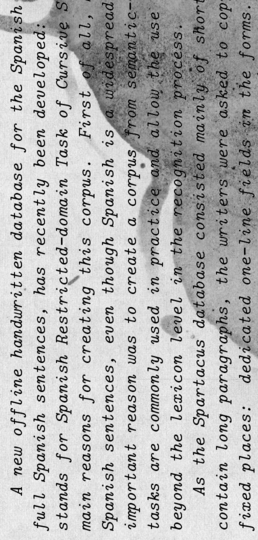 A new offline handwritten database for the Spanish
full Spanish sentences, has recently been developed:
stands for Spanish Restricted-domain Task of Cursive S
main reasons for creating this corpus. First of all,
Spanish sentences, even though Spanish is a widespread
important reason was to create a corpus from semantic-
tasks are commonly used in practice and allow the use
beyond the lexicon level in the recognition process.
As the Spartacus database consisted mainly of short
contain long paragraphs, the writers were asked to cop
fixed places: dedicated one-line fields in the forms.